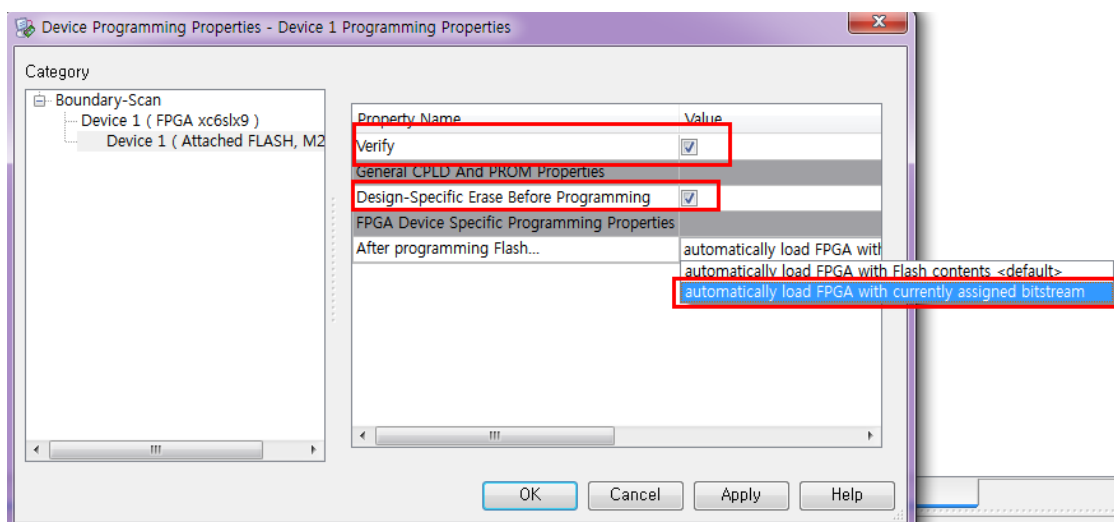 Device Programming Properties - Device 1 Programming Properties
Category
Boundary-Scan
Device 1 ( FPGA xc6slx9 )
Device 1 ( Attached FLASH, M2
Property Name Value
Verify
General CPLD And PROM Properties
Design-Specific Erase Before Programming
FPGA Device Specific Programming Properties
After programming Flash... automatically load FPGA with
automatically load FPGA with Flash contents <default>
automatically load FPGA with currently assigned bitstream
OK Cancel Apply Help